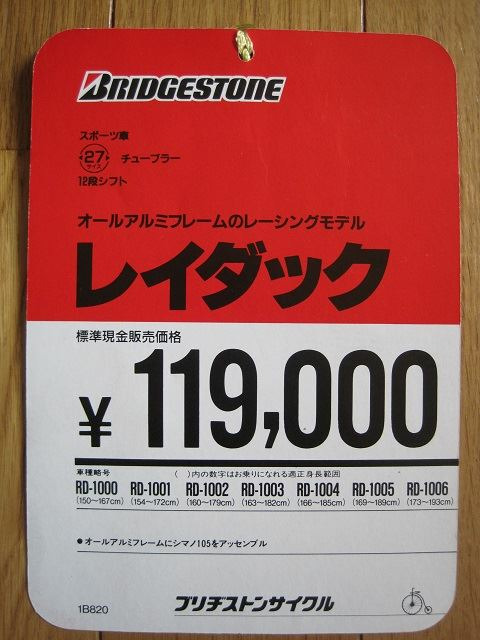 BRIDGESTONE
スポーツ車
27 サイズ チューブラー
12段シフト
オールアルミフレームのレーシングモデル
レイダック
標準現金販売価格
¥119,000
車種略号 ( )内の数字はお乗りになれる適正身長範囲
RD-1000 RD-1001 RD-1002 RD-1003 RD-1004 RD-1005 RD-1006
(150～167cm) (154～172cm) (160～179cm) (163～182cm) (166～185cm) (169～189cm) (173～193cm)
●オールアルミフレームにシマノ105をアッセンブル
1B820 ブリヂストンサイクル